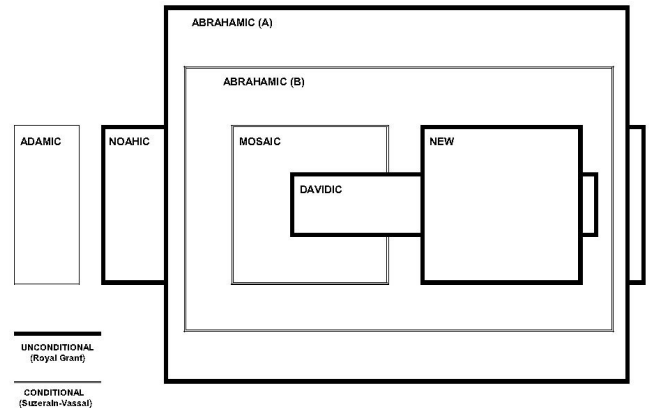 ABRAHAMIC (A)
ABRAHAMIC (B)
ADAMIC
NOAHIC
MOSAIC
NEW
DAVIDIC
UNCONDITIONAL
(Royal Grant)
CONDITIONAL
(Suzerain-Vassal)